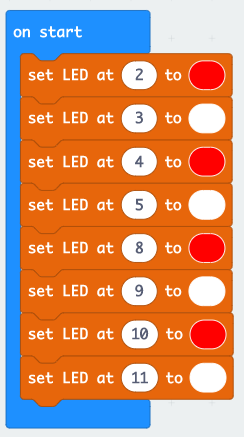 on start
set LED at 2 to
set LED at 3 to
set LED at 4 to
set LED at 5 to
set LED at 8 to
set LED at 9 to
set LED at 10 to
set LED at 11 to